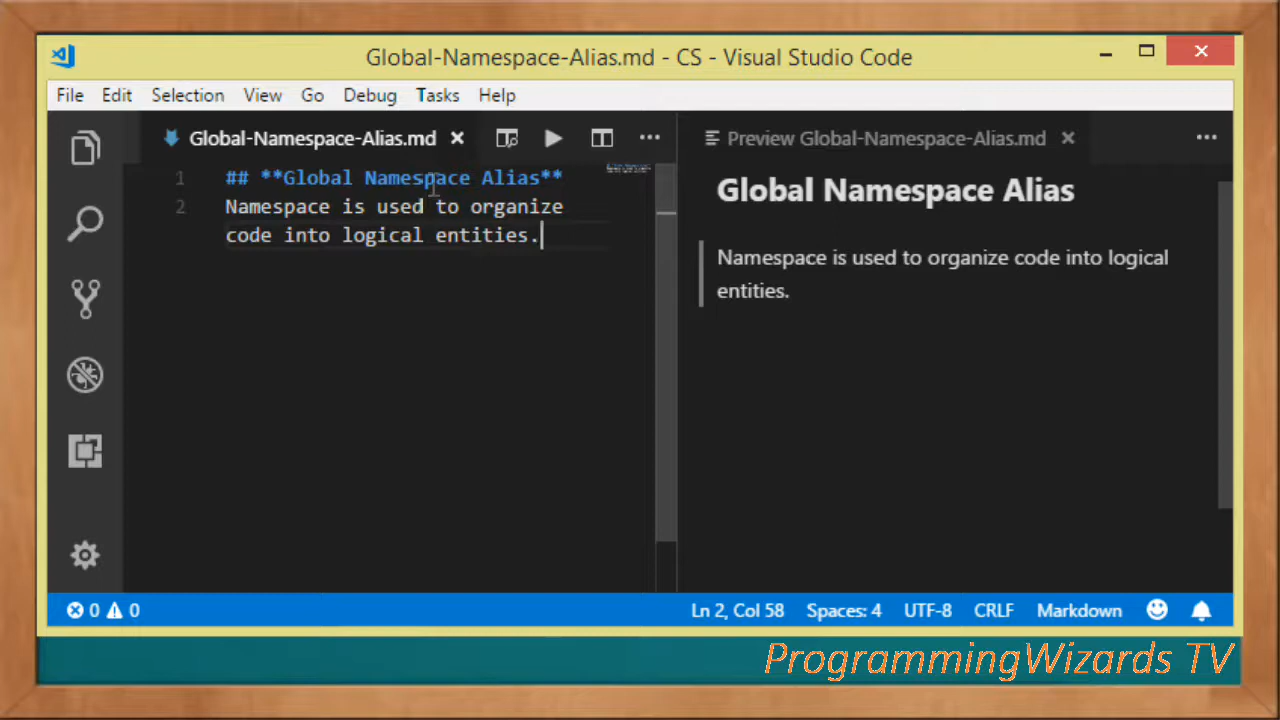 Global-Namespace-Alias.md - CS - Visual Studio Code
File Edit Selection View Go Debug Tasks Help
Global-Namespace-Alias.md
Preview Global-Namespace-Alias.md
1 ## **Global Namespace Alias**
2 Namespace is used to organize
code into logical entities.
Global Namespace Alias
Namespace is used to organize code into logical
entities.
0 0 Ln 2, Col 58 Spaces: 4 UTF-8 CRLF Markdown
ProgrammingWizards TV